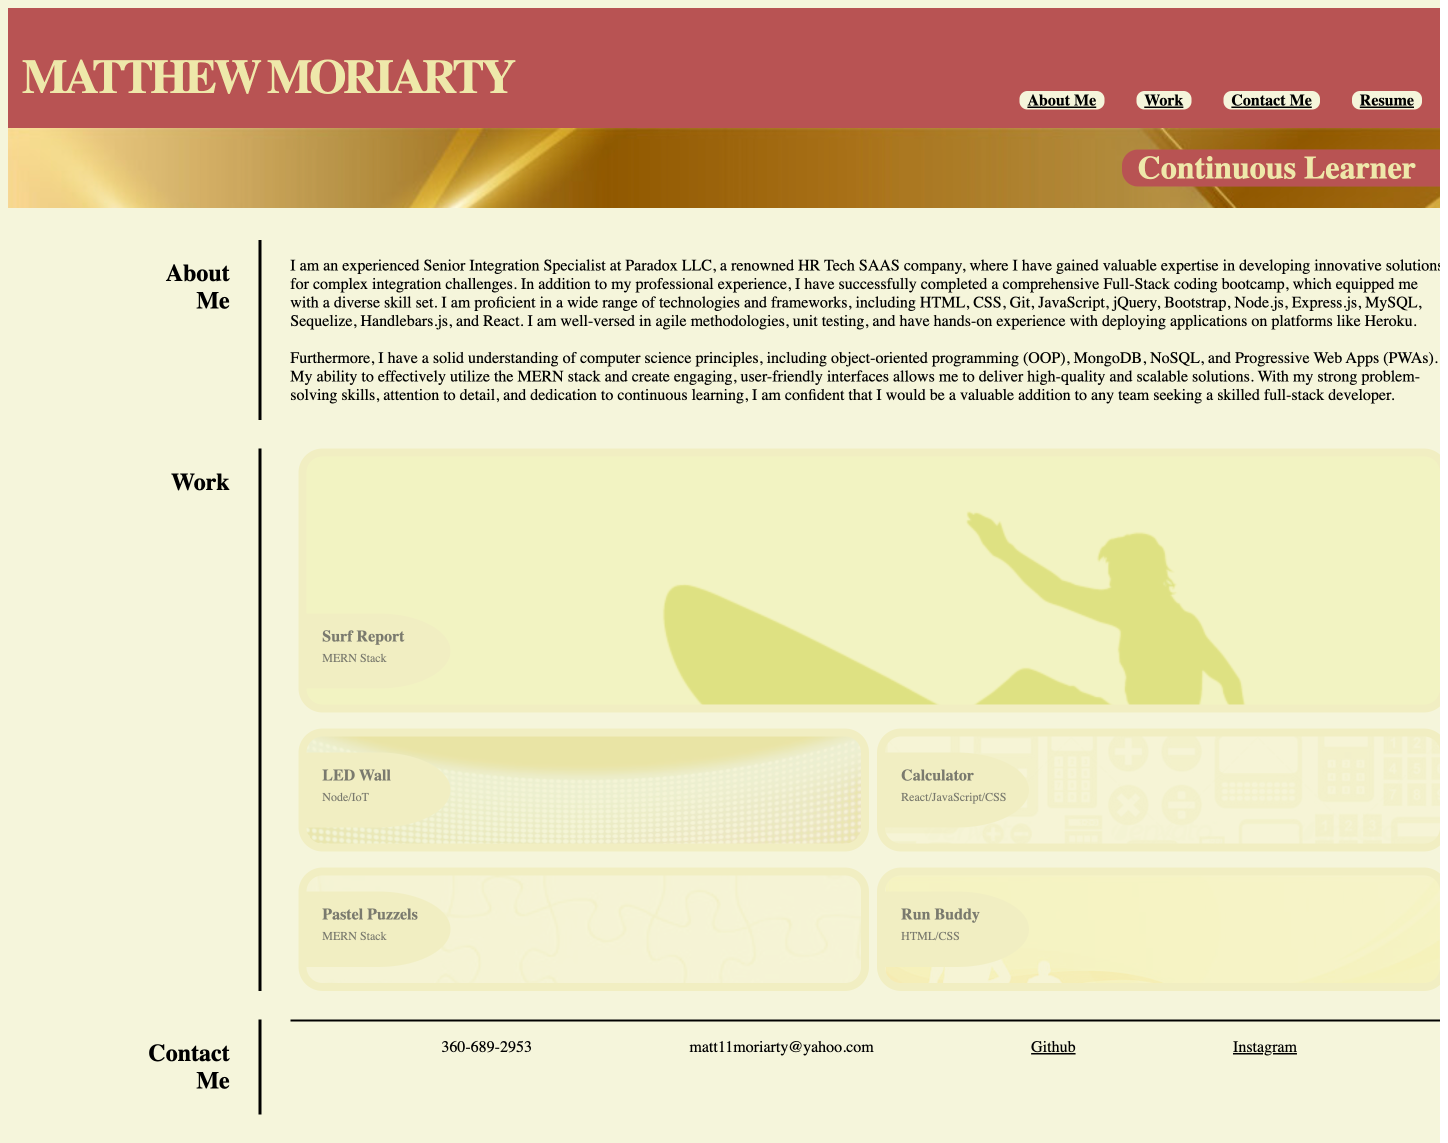 MATTHEW MORIARTY
About Me
Work
Contact Me
Resume
Continuous Learner
About
Me
I am an experienced Senior Integration Specialist at Paradox LLC, a renowned HR Tech SAAS company, where I have gained valuable expertise in developing innovative solutions
for complex integration challenges. In addition to my professional experience, I have successfully completed a comprehensive Full-Stack coding bootcamp, which equipped me
with a diverse skill set. I am proficient in a wide range of technologies and frameworks, including HTML, CSS, Git, JavaScript, jQuery, Bootstrap, Node.js, Express.js, MySQL,
Sequelize, Handlebars.js, and React. I am well-versed in agile methodologies, unit testing, and have hands-on experience with deploying applications on platforms like Heroku.
Furthermore, I have a solid understanding of computer science principles, including object-oriented programming (OOP), MongoDB, NoSQL, and Progressive Web Apps (PWAs).
My ability to effectively utilize the MERN stack and create engaging, user-friendly interfaces allows me to deliver high-quality and scalable solutions. With my strong problem-
solving skills, attention to detail, and dedication to continuous learning, I am confident that I would be a valuable addition to any team seeking a skilled full-stack developer.
Work
Surf Report
MERN Stack
LED Wall
Node/IoT
Calculator
React/JavaScript/CSS
Pastel Puzzels
MERN Stack
Run Buddy
HTML/CSS
Contact
Me
360-689-2953
matt11moriarty@yahoo.com
Github
Instagram